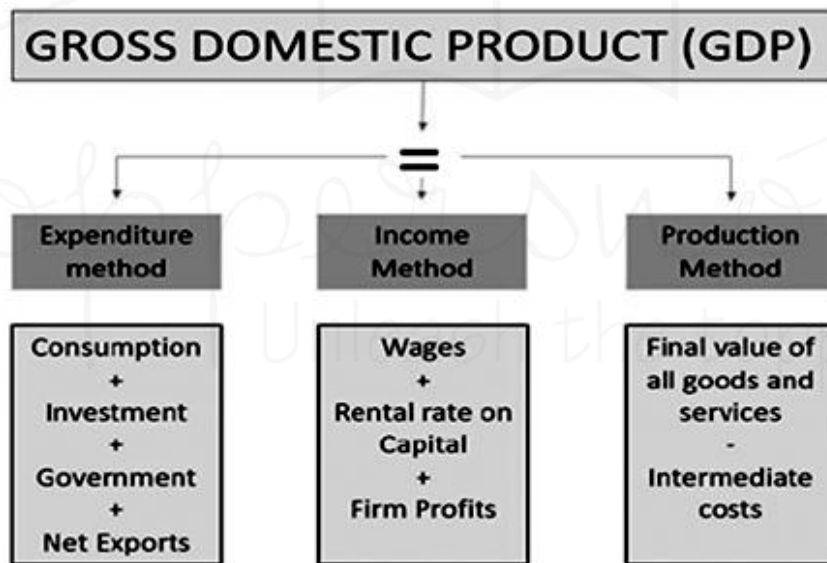 GROSS DOMESTIC PRODUCT (GDP)
=
Expenditure
method
Income
Method
Production
Method
Consumption
+
Investment
+
Government
+
Net Exports
Wages
+
Rental rate on
Capital
+
Firm Profits
Final value of
all goods and
services
-
Intermediate
costs